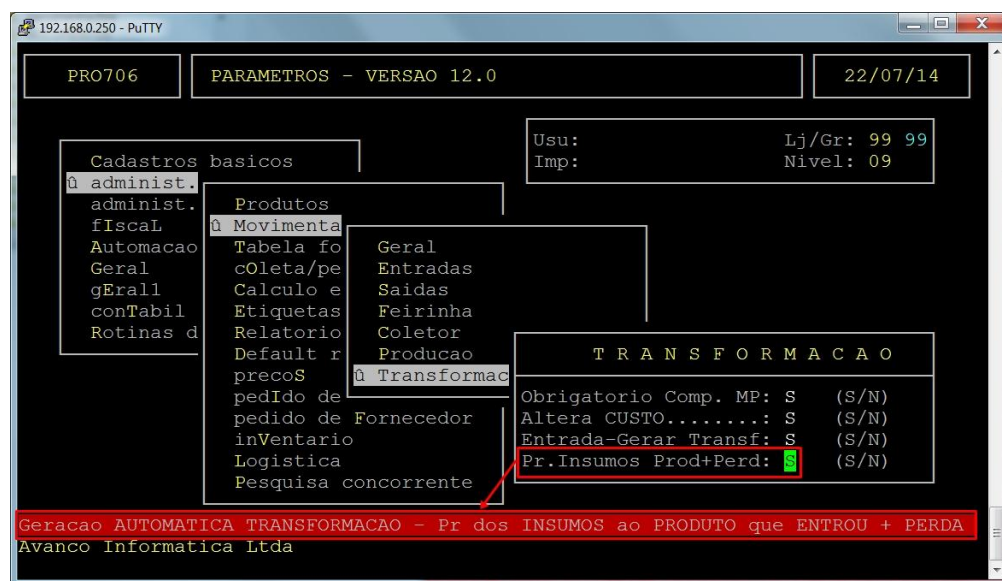 192.168.0.250 - PuTTY
PRO706
PARAMETROS - VERSAO 12.0
22/07/14
Usu:
Lj/Gr: 99 99
Imp:
Nivel: 09
Cadastros basicos
û administ.
administ.
fIscaL
Automacao
Geral
gEral1
conTabil
Rotinas d
Produtos
û Movimenta
Tabela fo
cOleta/pe
Calculo e
Etiquetas
Relatorio
Default r
precoS
pedIdo de
pedido de Fornecedor
inVentario
Logistica
Pesquisa concorrente
Geral
Entradas
Saidas
Feirinha
Coletor
Producao
û Transformac
T R A N S F O R M A C A O
Obrigatorio Comp. MP: S (S/N)
Altera CUSTO........: S (S/N)
Entrada-Gerar Transf: S (S/N)
Pr.Insumos Prod+Perd: S (S/N)
Geracao AUTOMATICA TRANSFORMACAO - Pr dos INSUMOS ao PRODUTO que ENTROU + PERDA
Avanco Informatica Ltda